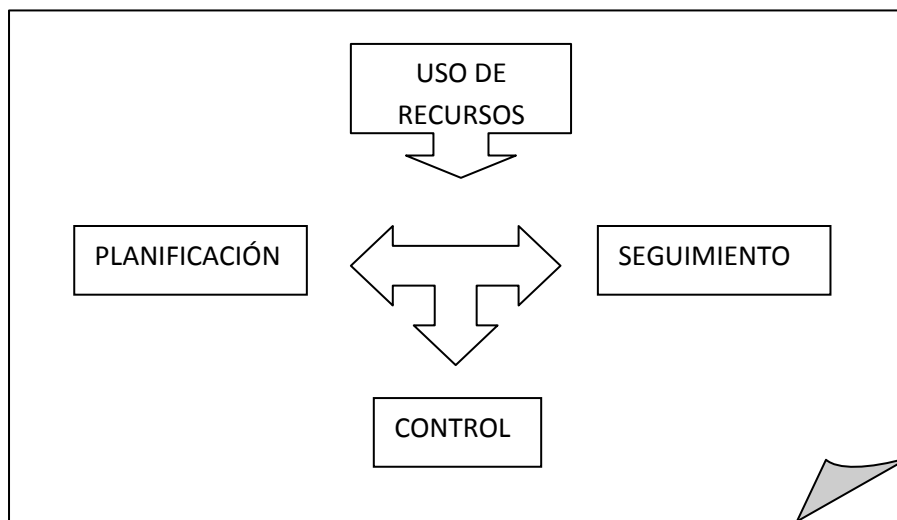 USO DE
RECURSOS
PLANIFICACIÓN
SEGUIMIENTO
CONTROL